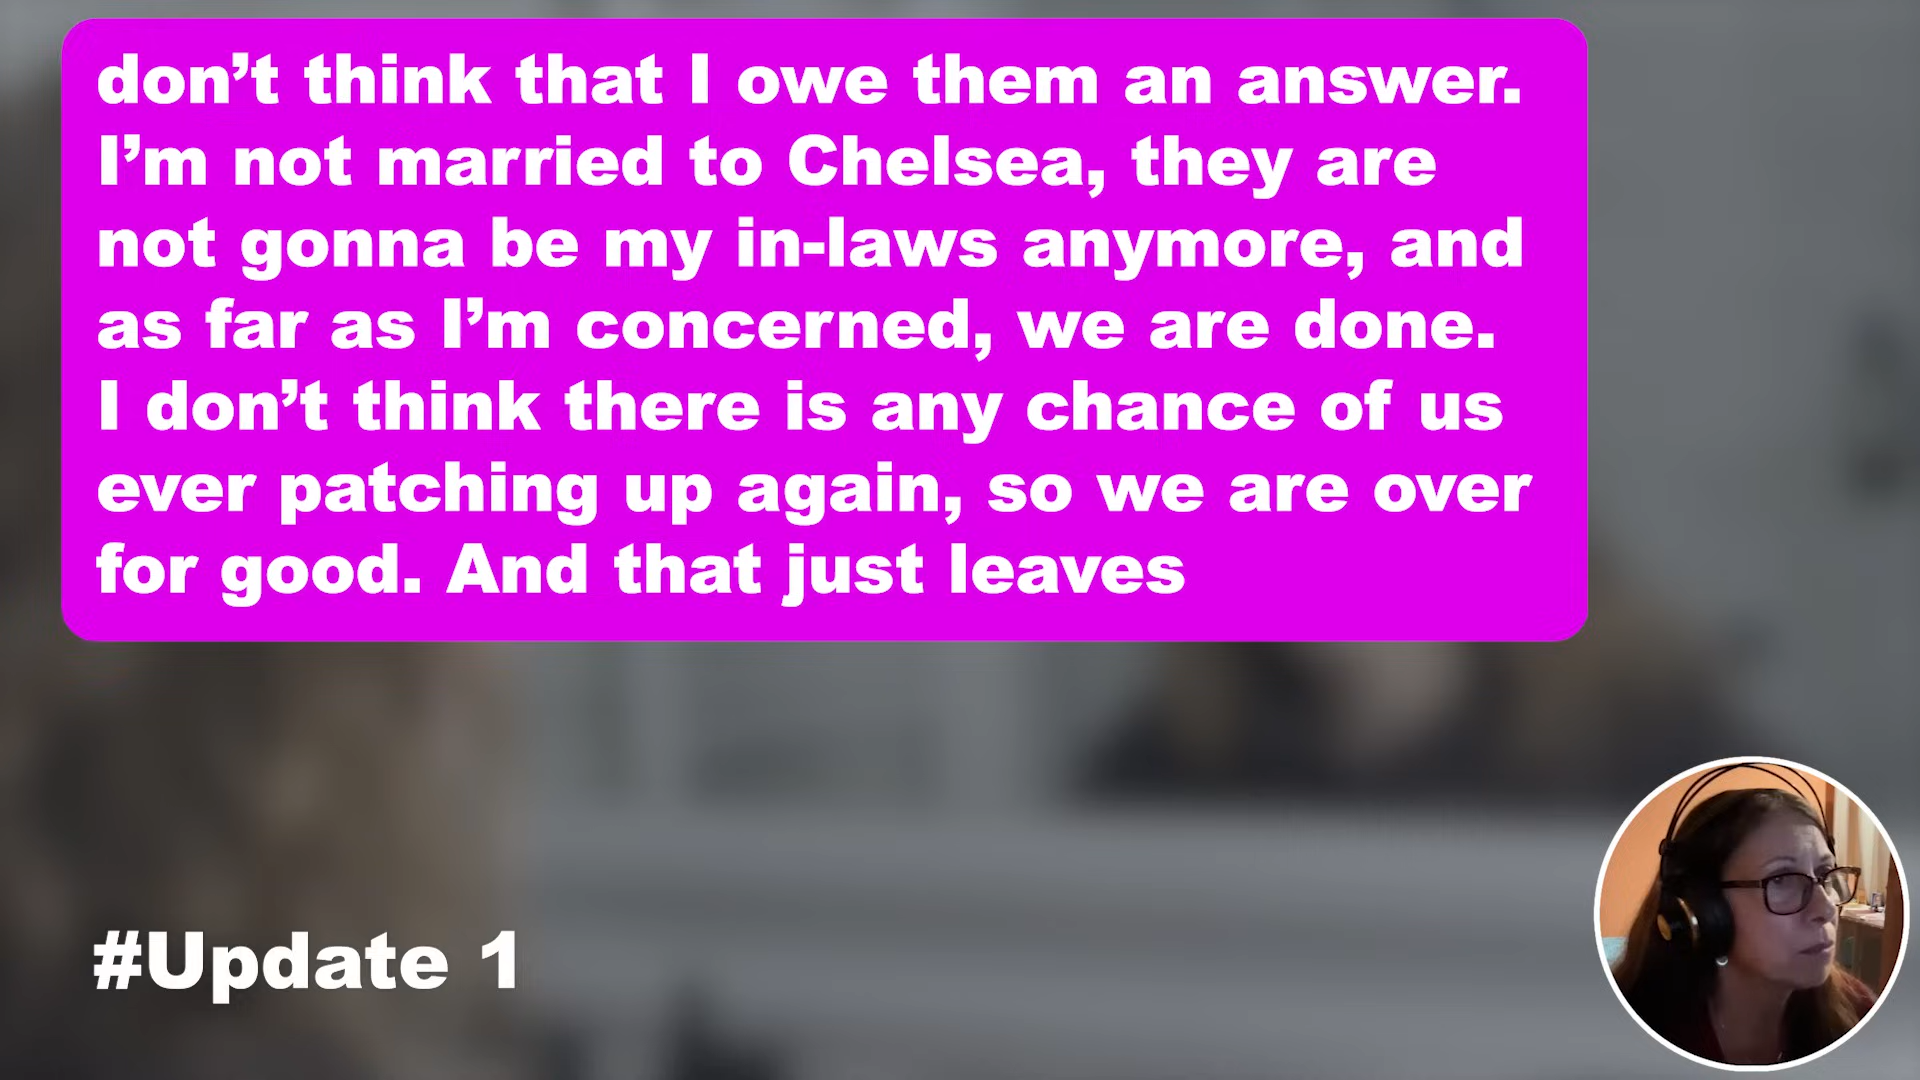 don’t think that I owe them an answer.
I’m not married to Chelsea, they are
not gonna be my in-laws anymore, and
as far as I’m concerned, we are done.
I don’t think there is any chance of us
ever patching up again, so we are over
for good. And that just leaves
#Update 1